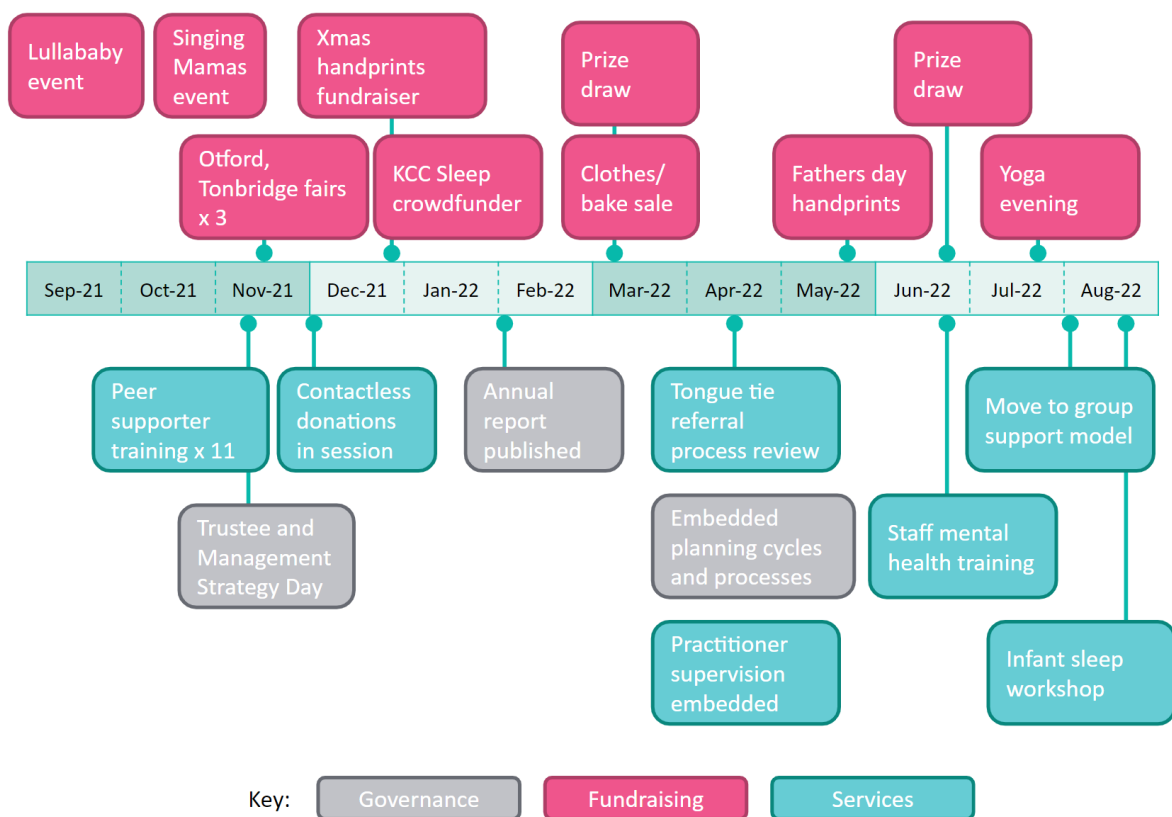 Lullababy
event
Singing
Mamas
event
Xmas
handprints
fundraiser
Prize
draw
Prize
draw
Otford,
Tonbridge fairs
x 3
KCC Sleep
crowdfunder
Clothes/
bake sale
Fathers day
handprints
Yoga
evening
Sep-21
Oct-21
Nov-21
Dec-21
Jan-22
Feb-22
Mar-22
Apr-22
May-22
Jun-22
Jul-22
Aug-22
Peer
supporter
training x 11
Contactless
donations
in session
Annual
report
published
Tongue tie
referral
process review
Move to group
support model
Trustee and
Management
Strategy Day
Embedded
planning cycles
and processes
Staff mental
health training
Practitioner
supervision
embedded
Infant sleep
workshop
Key:
Governance
Fundraising
Services